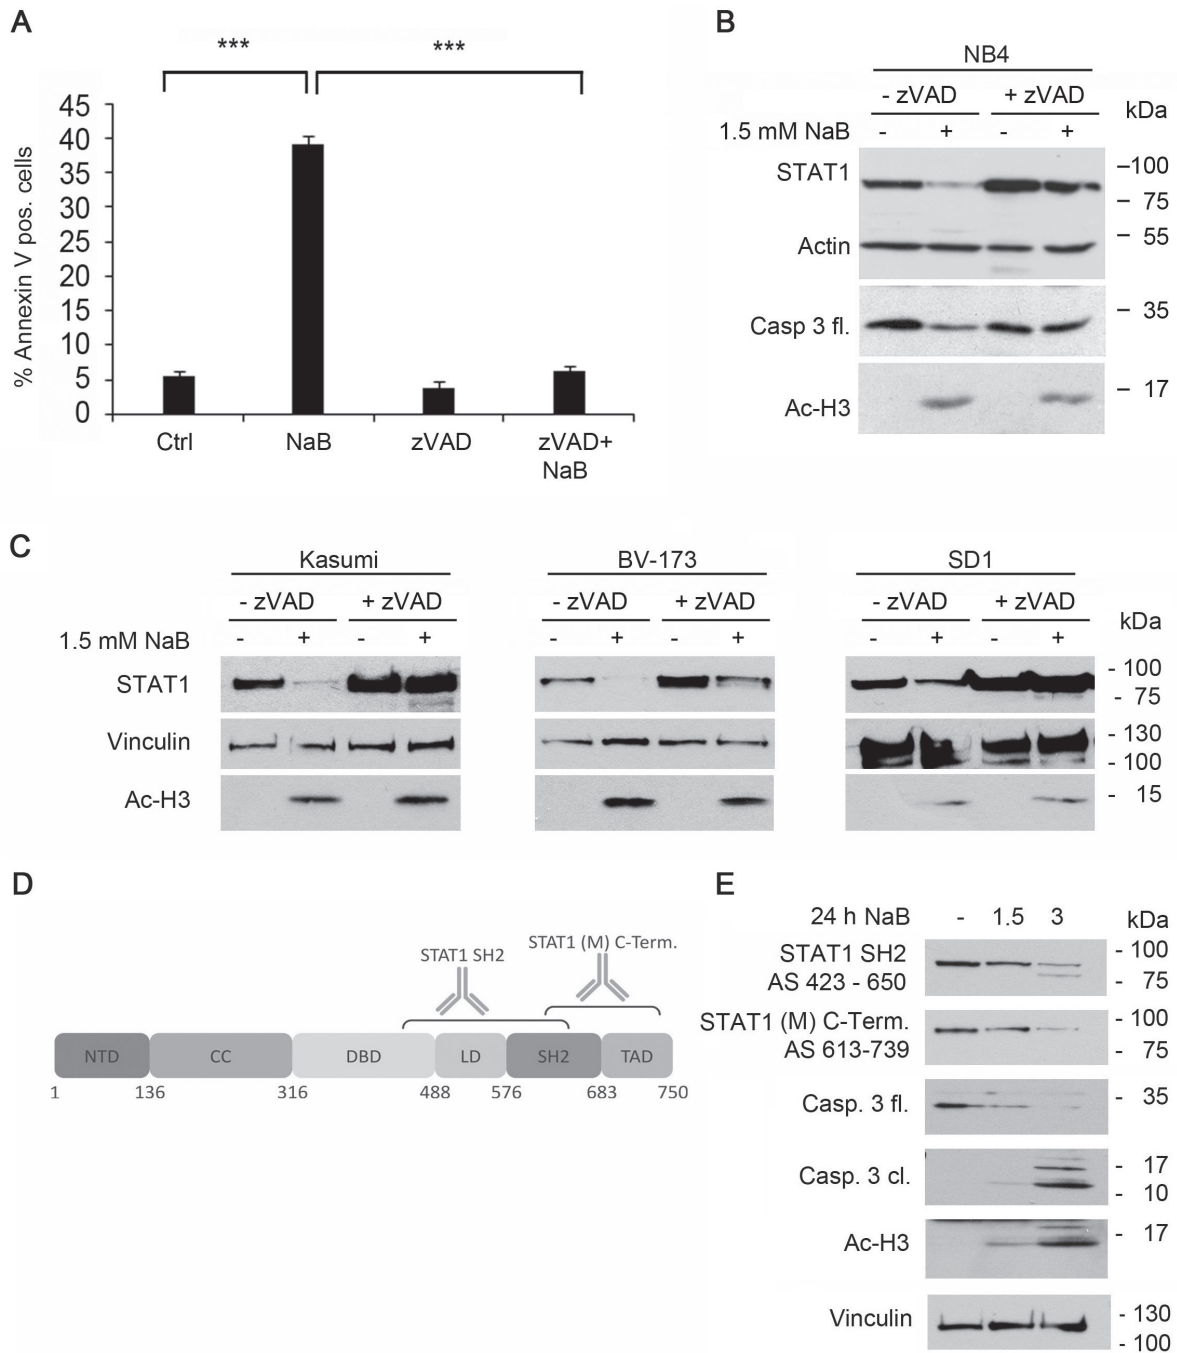 A
***
***
% Annexin V pos. cells
45
40
35
30
25
20
15
10
5
0
Ctrl
NaB
zVAD
zVAD+
NaB
B
NB4
- zVAD
+ zVAD
kDa
1.5 mM NaB
-
+
-
+
STAT1
Actin
Casp 3 fl.
Ac-H3
–100
– 75
– 55
– 35
– 17
C
Kasumi
BV-173
SD1
- zVAD
+ zVAD
- zVAD
+ zVAD
- zVAD
+ zVAD
kDa
1.5 mM NaB
-
+
-
+
-
+
-
+
-
+
-
+
STAT1
Vinculin
Ac-H3
- 100
- 75
- 130
- 100
- 15
D
STAT1 SH2
STAT1 (M) C-Term.
NTD
CC
DBD
LD
SH2
TAD
1
136
316
488
576
683
750
E
24 h NaB
-
1.5
3
kDa
STAT1 SH2
AS 423 - 650
- 100
- 75
STAT1 (M) C-Term.
AS 613-739
- 100
- 75
Casp. 3 fl.
- 35
Casp. 3 cl.
- 17
- 10
Ac-H3
- 17
Vinculin
- 130
- 100